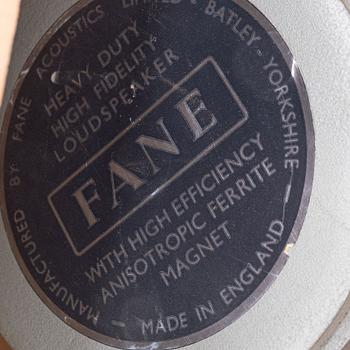 MANUFACTURED BY FANE ACOUSTICS LIMITED - BATLEY - YORKSHIRE
HEAVY DUTY
HIGH FIDELITY
LOUDSPEAKER
FANE
WITH HIGH EFFICIENCY
ANISOTROPIC FERRITE
MAGNET
— MADE IN ENGLAND —